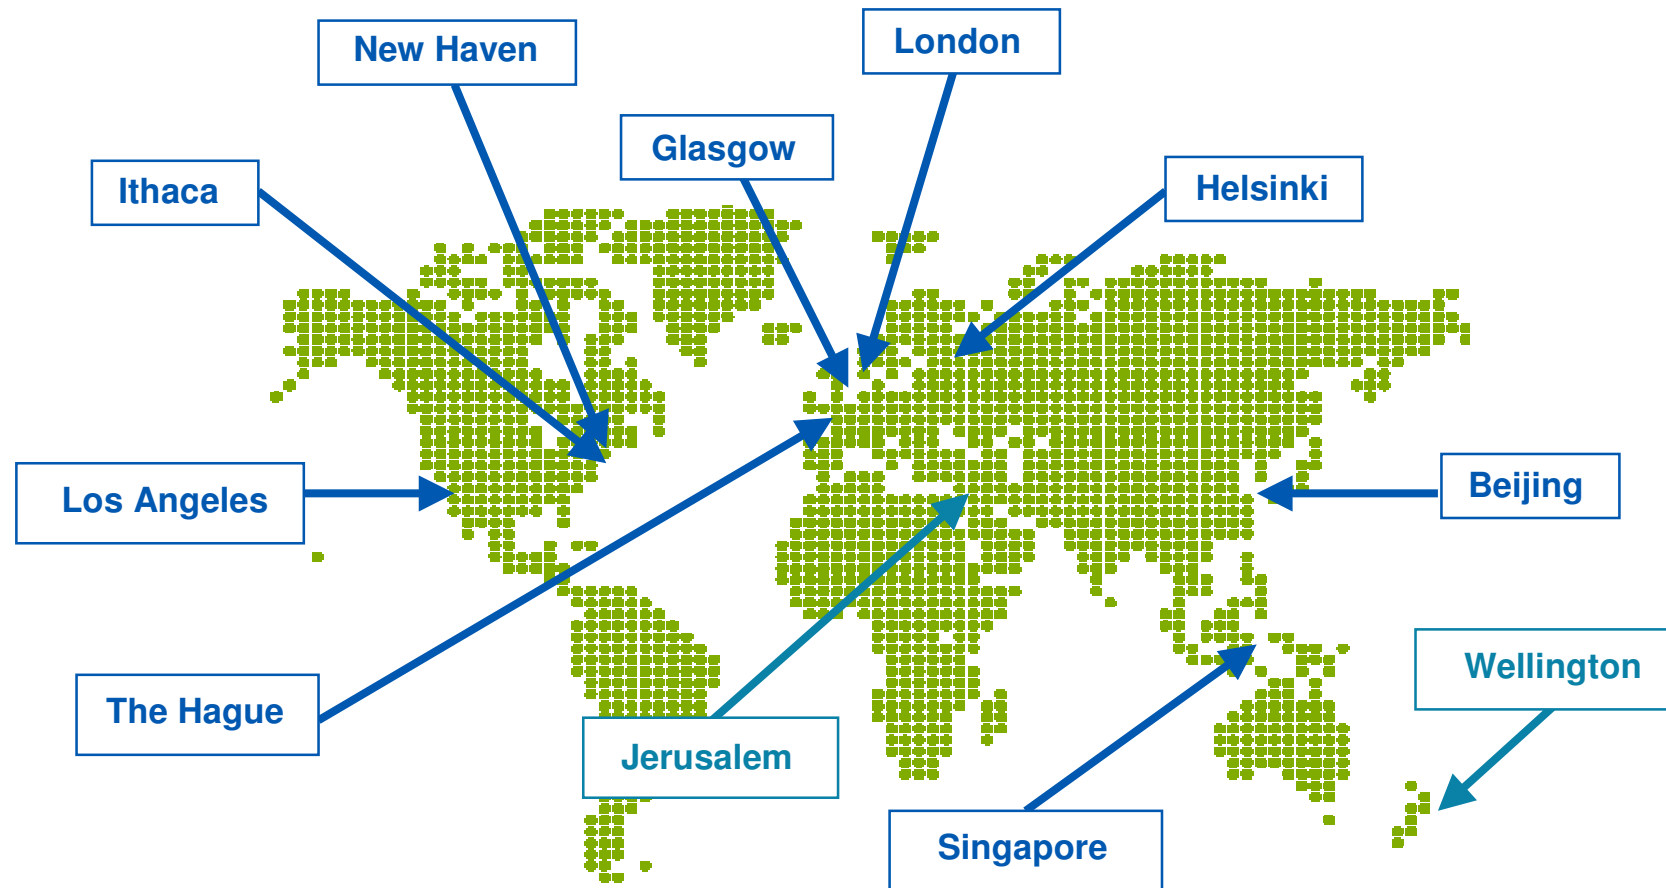 London
New Haven
Glasgow
Helsinki
Ithaca
Beijing
Los Angeles
Wellington
The Hague
Jerusalem
Singapore